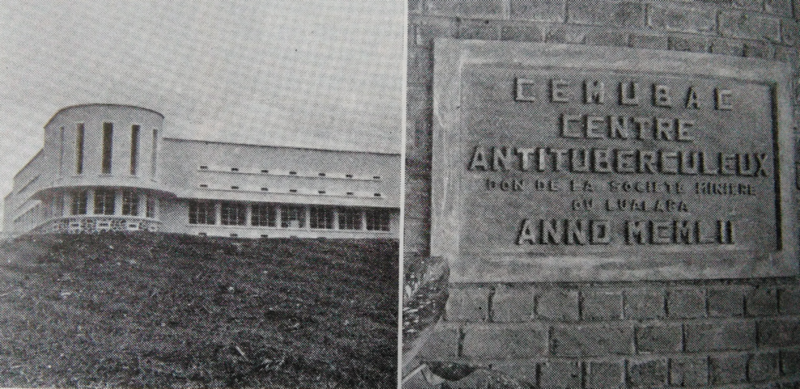 CEMUBAC
CENTRE
ANTITUBERCULEUX
DON DE LA SOCIETE MINIERE
DU LUALABA
ANNO MCMLII